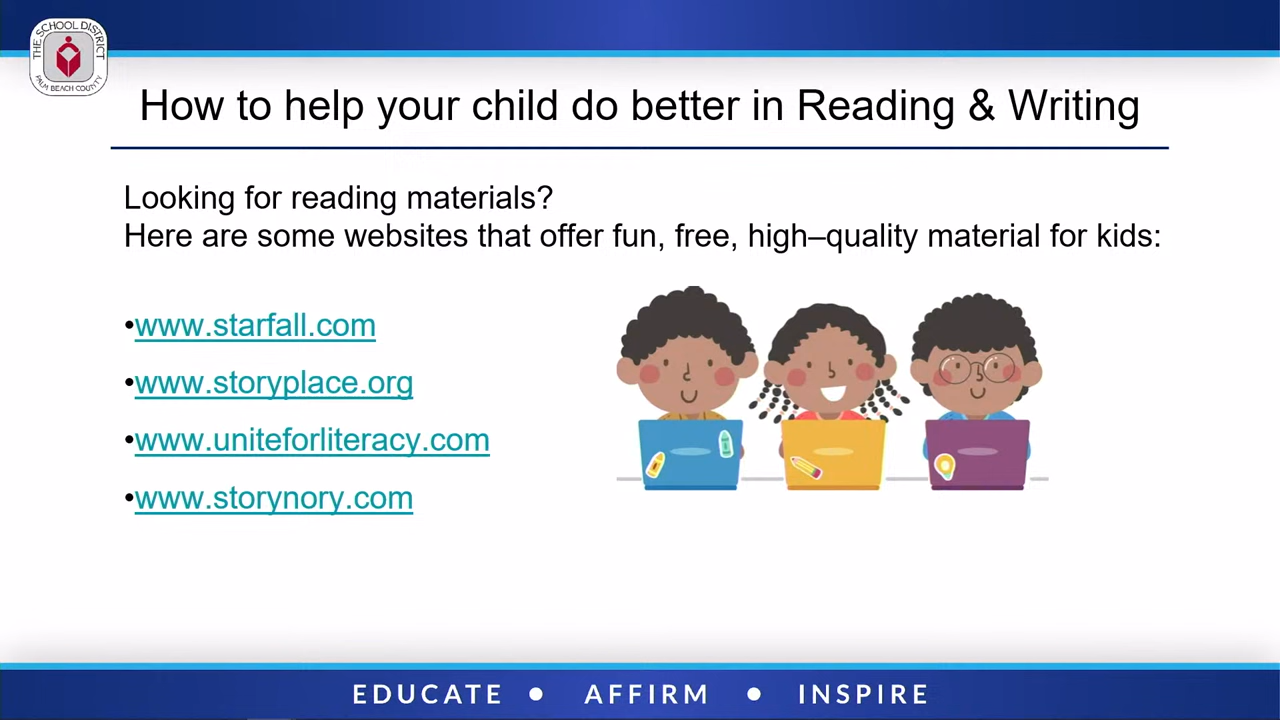 THE SCHOOL DISTRICT
PALM BEACH COUNTY
How to help your child do better in Reading & Writing
Looking for reading materials?
Here are some websites that offer fun, free, high–quality material for kids:
•www.starfall.com
•www.storyplace.org
•www.uniteforliteracy.com
•www.storynory.com
EDUCATE • AFFIRM • INSPIRE